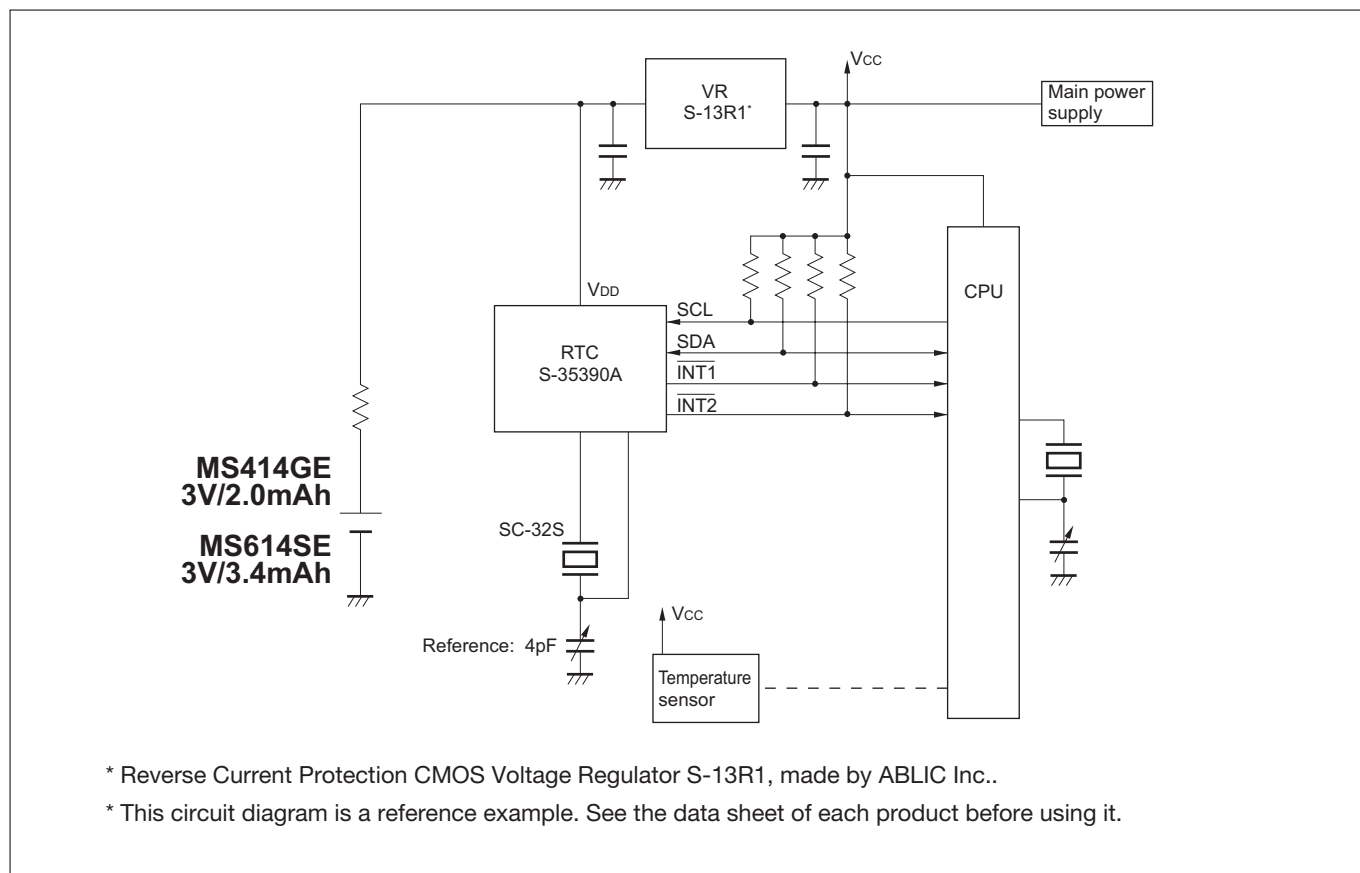 VCC
VR
S-13R1*
Main power
supply
VDD
CPU
SCL
SDA
RTC
S-35390A
INT1
INT2
MS414GE
3V/2.0mAh
MS614SE
3V/3.4mAh
SC-32S
VCC
Reference: 4pF
Temperature
sensor
* Reverse Current Protection CMOS Voltage Regulator S-13R1, made by ABLIC Inc..
* This circuit diagram is a reference example. See the data sheet of each product before using it.